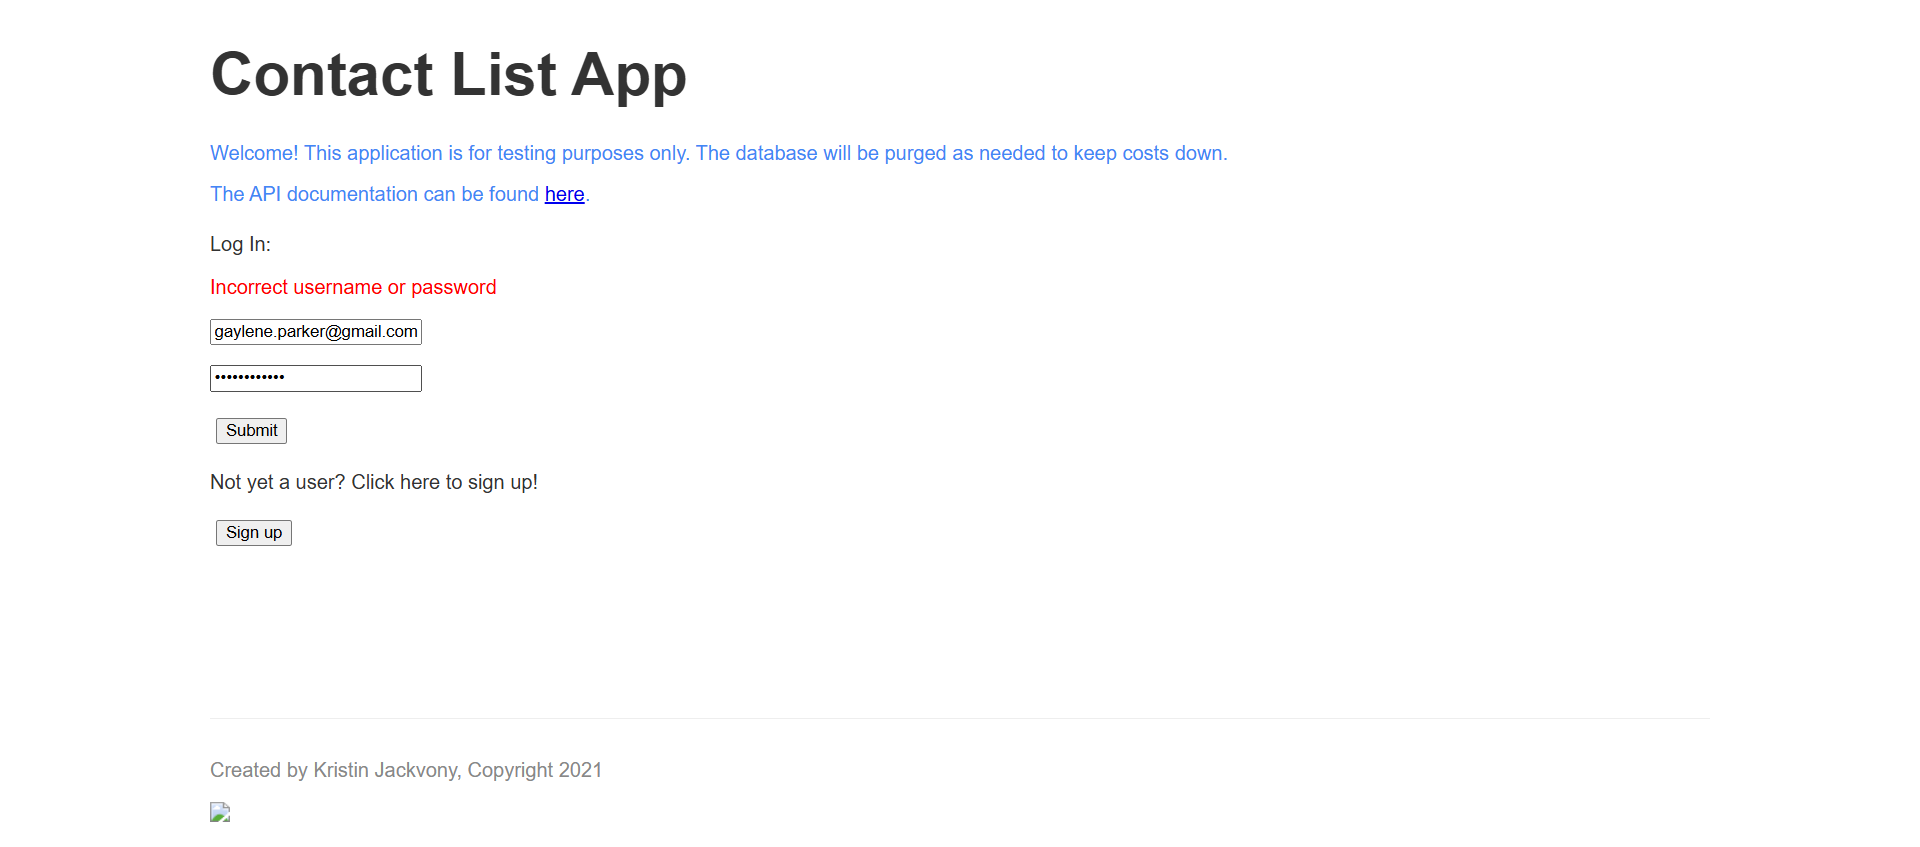 Contact List App
Welcome! This application is for testing purposes only. The database will be purged as needed to keep costs down.
The API documentation can be found here.
Log In:
Incorrect username or password
gaylene.parker@gmail.com
••••••••••••
Submit
Not yet a user? Click here to sign up!
Sign up
Created by Kristin Jackvony, Copyright 2021